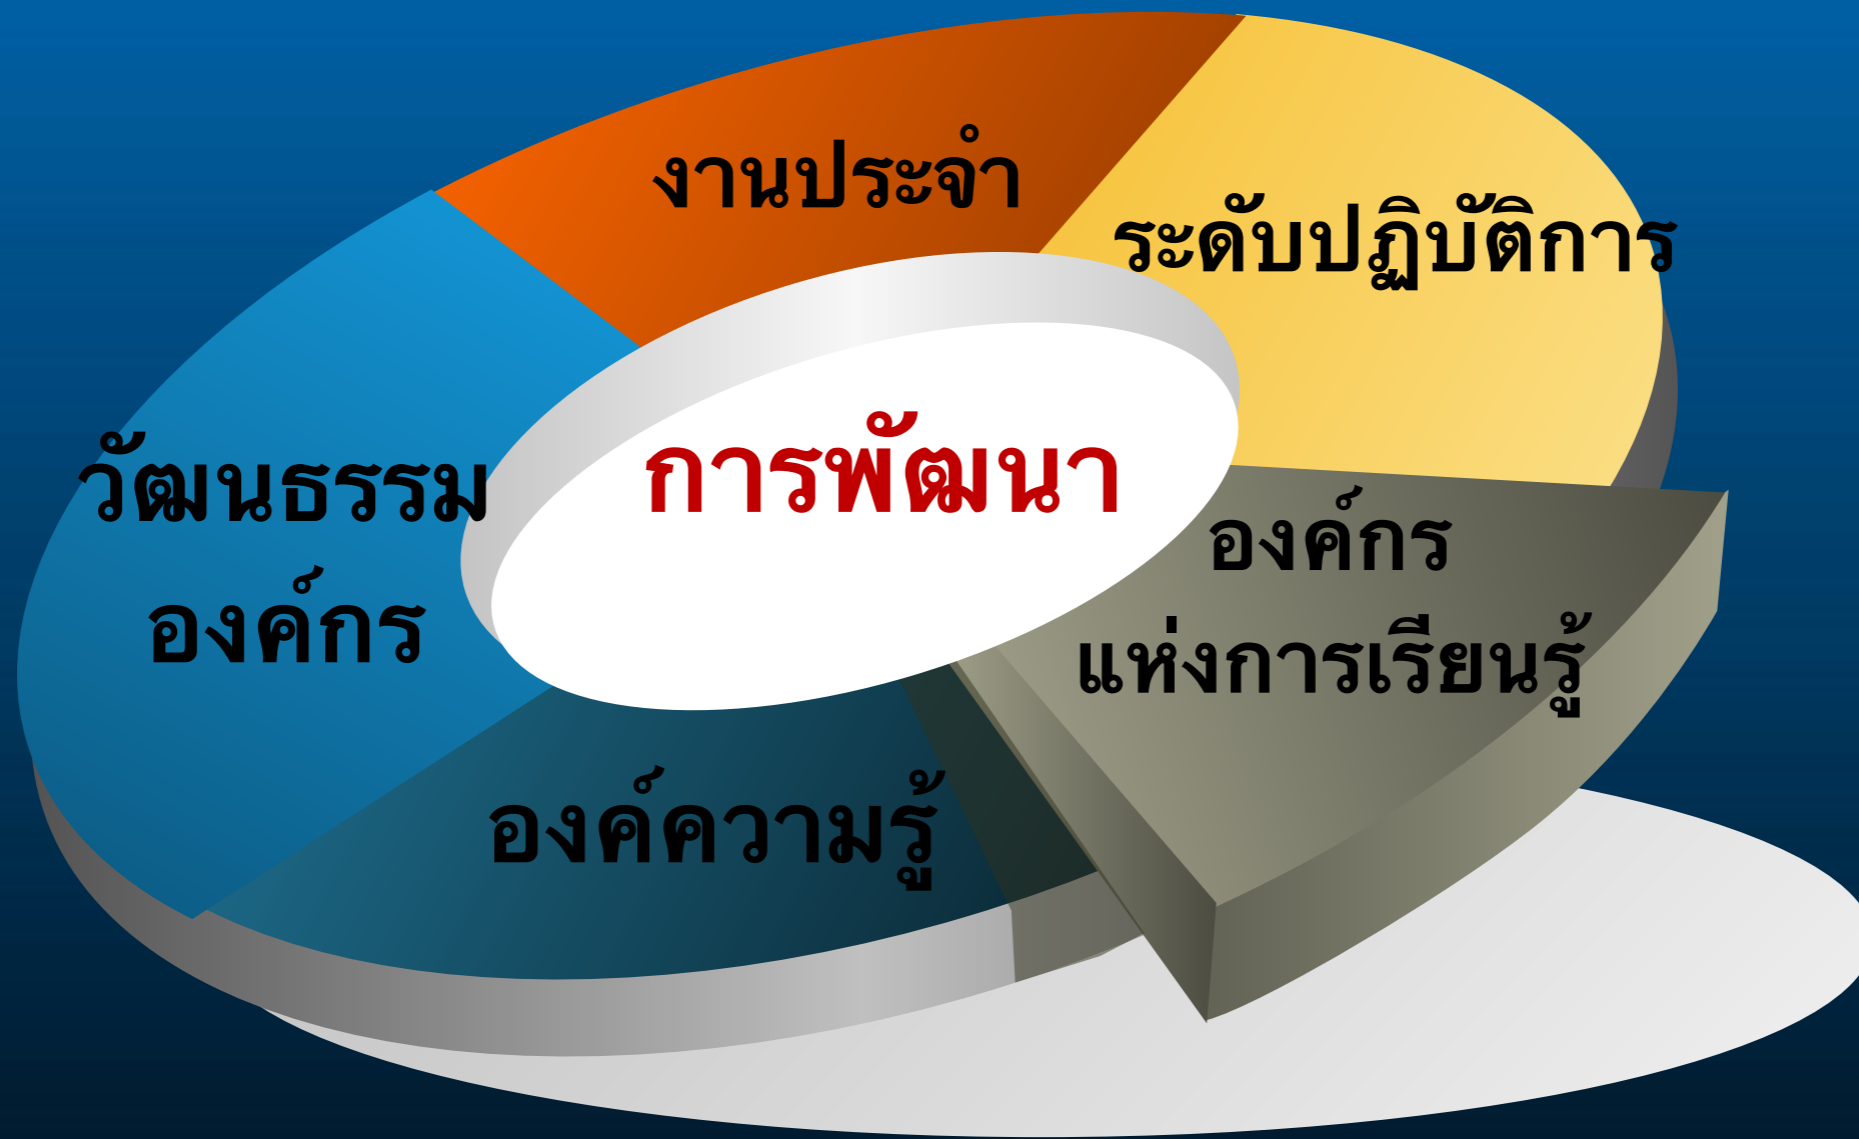 งานประจำ
ระดับปฏิบัติการ
การพัฒนา
วัฒนธรรม
องค์กร
องค์กร
แห่งการเรียนรู้
องค์ความรู้